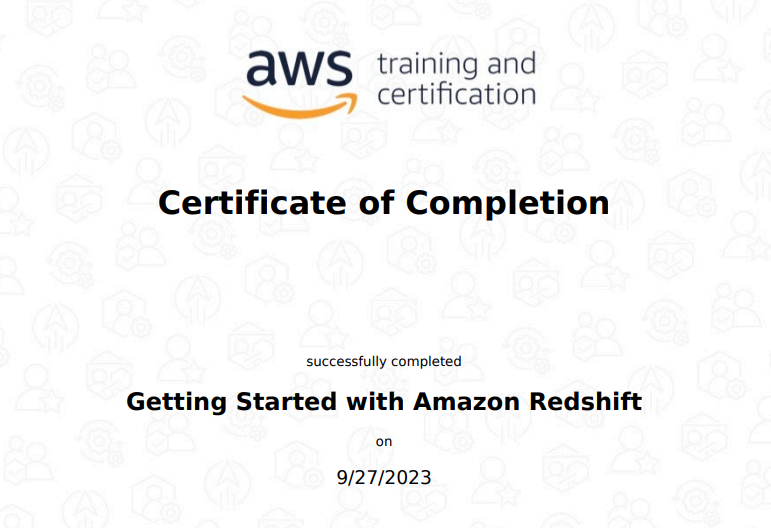 aws training and
certification
Certificate of Completion
successfully completed
Getting Started with Amazon Redshift
on
9/27/2023